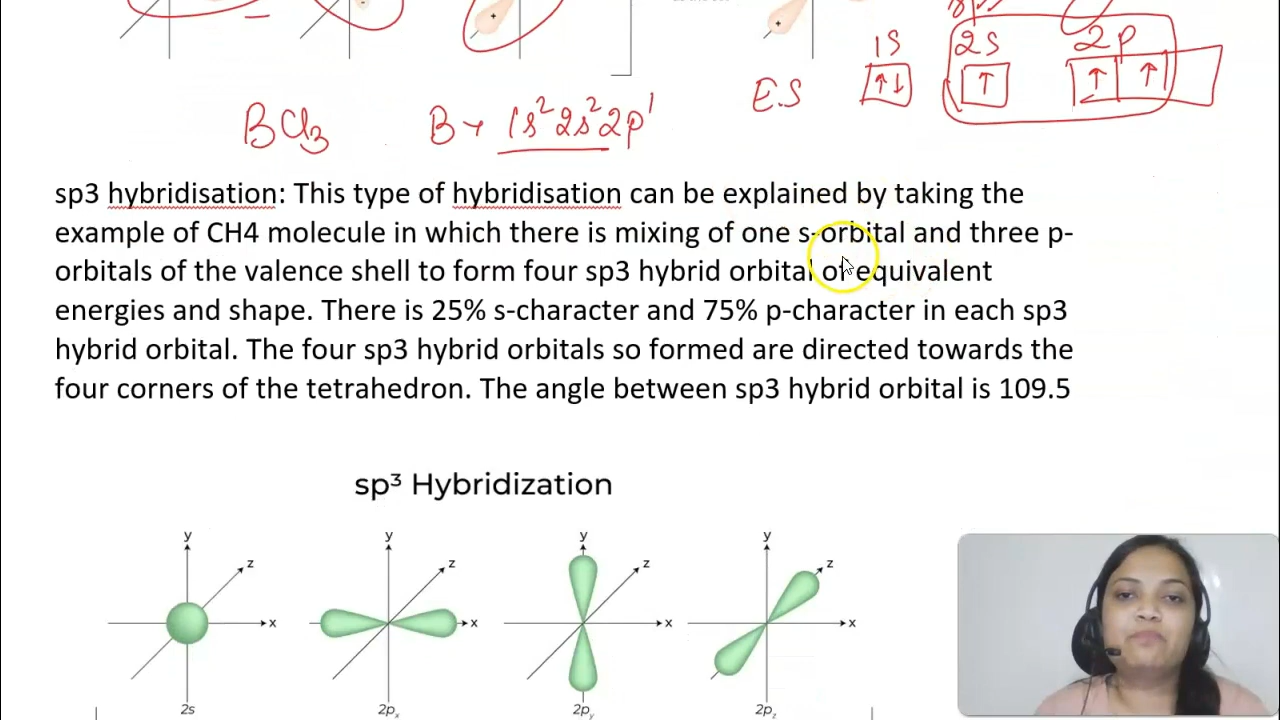 +
+
sp
1S 2S 2p
↑↓ ↑ ↑ ↑
E.S
BCl3 B → 1s² 2s² 2p¹
sp3 hybridisation: This type of hybridisation can be explained by taking the
example of CH4 molecule in which there is mixing of one s-orbital and three p-
orbitals of the valence shell to form four sp3 hybrid orbital of equivalent
energies and shape. There is 25% s-character and 75% p-character in each sp3
hybrid orbital. The four sp3 hybrid orbitals so formed are directed towards the
four corners of the tetrahedron. The angle between sp3 hybrid orbital is 109.5
sp³ Hybridization
y y y y
z z z z
x x x x
2s 2pₓ 2pᵧ 2p𝓏